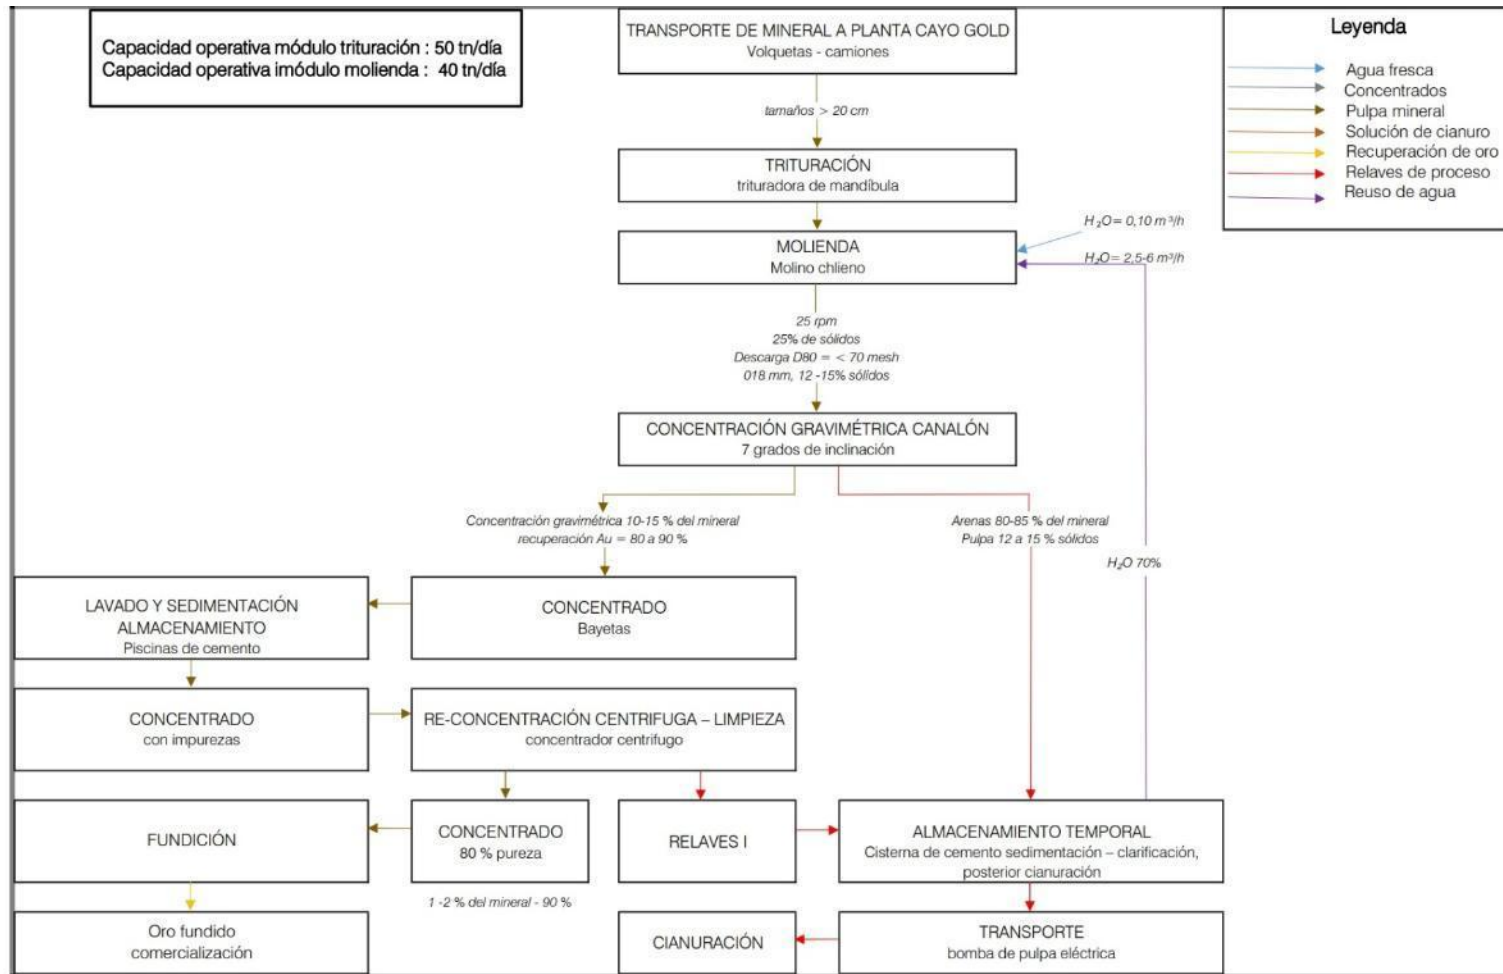 Capacidad operativa módulo trituración : 50 tn/día
Capacidad operativa imódulo molienda : 40 tn/día
TRANSPORTE DE MINERAL A PLANTA CAYO GOLD
Volquetas - camiones
Leyenda
Agua fresca
Concentrados
Pulpa mineral
Solución de cianuro
Recuperación de oro
Relaves de proceso
Reuso de agua
tamaños > 20 cm
TRITURACIÓN
trituradora de mandíbula
H₂O= 0,10 m³/h
MOLIENDA
Molino chlieno
H₂O= 2,5-6 m³/h
25 rpm
25% de sólidos
Descarga D80 = < 70 mesh
018 mm, 12 -15% sólidos
CONCENTRACIÓN GRAVIMÉTRICA CANALÓN
7 grados de inclinación
Concentración gravimétrica 10-15 % del mineral
recuperación Au = 80 a 90 %
Arenas 80-85 % del mineral
Pulpa 12 a 15 % sólidos
H₂O 70%
LAVADO Y SEDIMENTACIÓN
ALMACENAMIENTO
Piscinas de cemento
CONCENTRADO
Bayetas
CONCENTRADO
con impurezas
RE-CONCENTRACIÓN CENTRIFUGA – LIMPIEZA
concentrador centrifugo
FUNDICIÓN
CONCENTRADO
80 % pureza
RELAVES I
ALMACENAMIENTO TEMPORAL
Cisterna de cemento sedimentación – clarificación,
posterior cianuración
1 -2 % del mineral - 90 %
Oro fundido
comercialización
CIANURACIÓN
TRANSPORTE
bomba de pulpa eléctrica